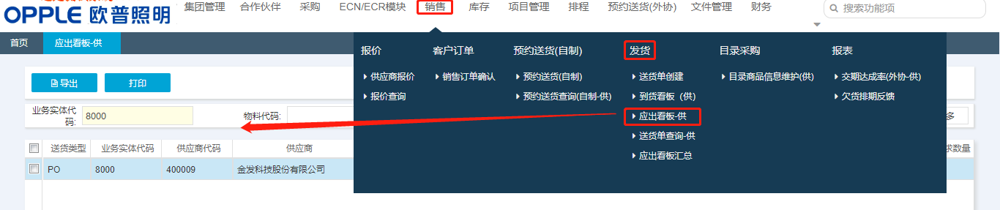 集团管理 合作伙伴 采购 ECN/ECR模块 销售 库存 项目管理 排程 预约送货(外协) 文件管理 财务 搜索功能项
OPPLE 欧普照明
首页 应出看板-供
报价 客户订单 预约送货(自制) 发货 目录采购 报表
供应商报价 销售订单确认 预约送货(自制) 送货单创建 目录商品信息维护(供) 交期达成率(外协-供)
报价查询 预约送货查询(自制-供) 到货看板（供） 欠货排期反馈
应出看板-供
送货单查询-供
应出看板汇总
导出 打印
业务实体代码: 8000 物料代码: 多
送货类型 业务实体代码 供应商代码 供应商 求数量
PO 8000 400009 金发科技股份有限公司